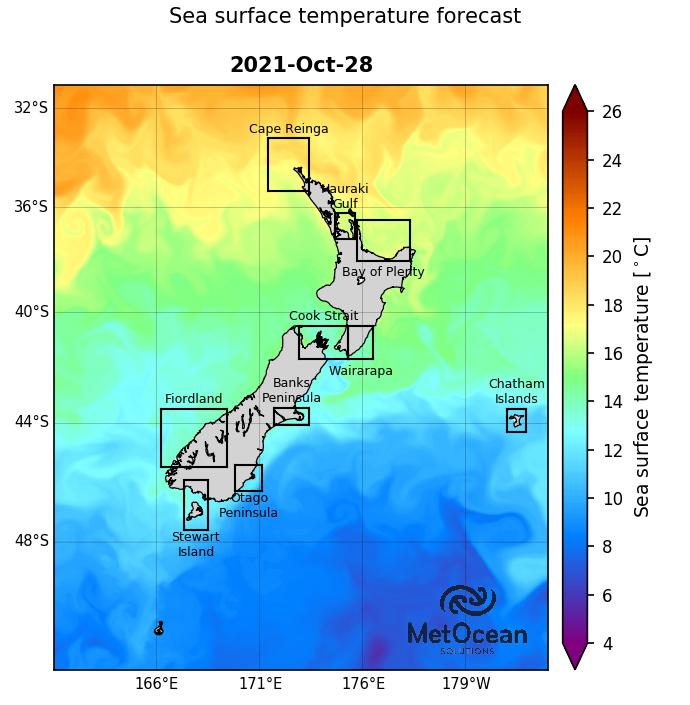 Sea surface temperature forecast
2021-Oct-28
32°S
36°S
40°S
44°S
48°S
166°E
171°E
176°E
179°W
Cape Reinga
Hauraki
Gulf
Bay of Plenty
Cook Strait
Wairarapa
Banks
Peninsula
Fiordland
Chatham
Islands
Otago
Peninsula
Stewart
Island
MetOcean
SOLUTIONS
26
24
22
20
18
16
14
12
10
8
6
4
Sea surface temperature [°C]